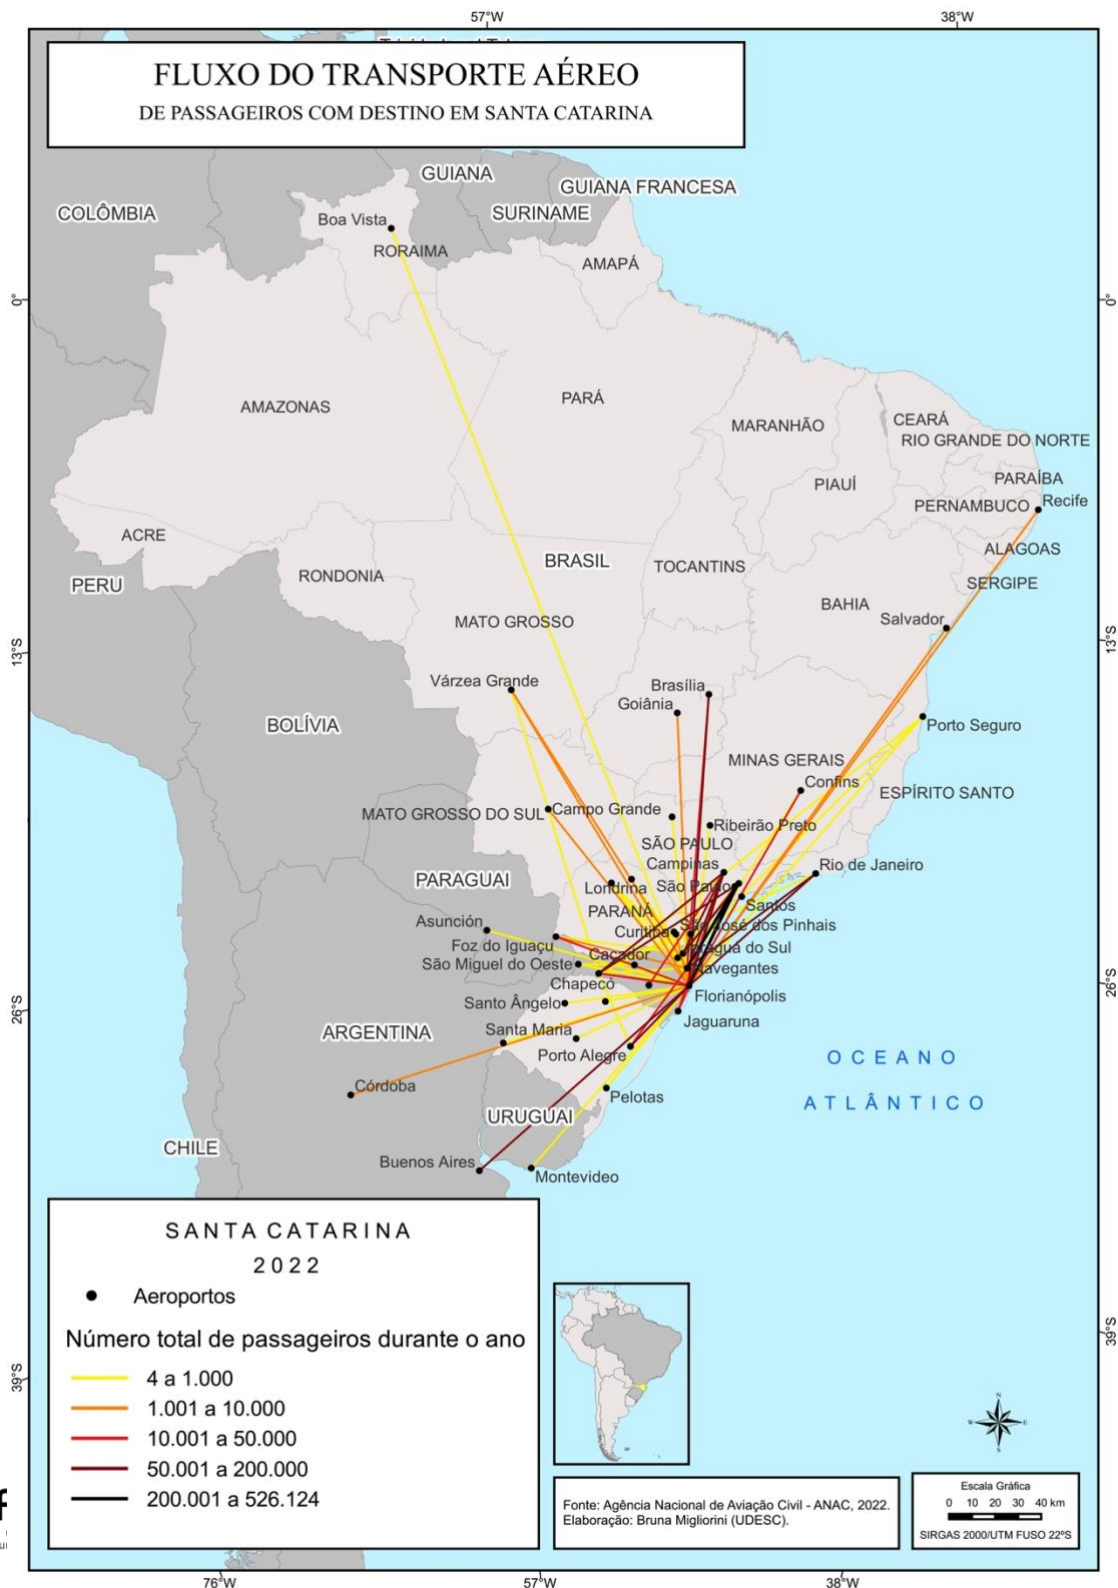 57°W
38°W
FLUXO DO TRANSPORTE AÉREO
DE PASSAGEIROS COM DESTINO EM SANTA CATARINA
GUIANA
GUIANA FRANCESA
COLÔMBIA
SURINAME
Boa Vista
RORAIMA
AMAPÁ
0°
0°
PARÁ
AMAZONAS
MARANHÃO
CEARÁ
RIO GRANDE DO NORTE
PARAÍBA
PIAUÍ
PERNAMBUCO
Recife
ACRE
ALAGOAS
BRASIL
TOCANTINS
RONDONIA
PERU
SERGIPE
BAHIA
MATO GROSSO
Salvador
13°S
13°S
Várzea Grande
Brasília
Goiânia
BOLÍVIA
Porto Seguro
MINAS GERAIS
Confins
ESPÍRITO SANTO
MATO GROSSO DO SUL
Campo Grande
Ribeirão Preto
SÃO PAULO
Campinas
Rio de Janeiro
PARAGUAI
Londrina
São Paulo
Santos
PARANÁ
Asunción
Curitiba
São José dos Pinhais
Foz do Iguaçu
Jaraguá do Sul
Caçador
São Miguel do Oeste
Navegantes
Chapecó
26°S
26°S
Florianópolis
Santo Ângelo
Jaguaruna
ARGENTINA
Santa Maria
Porto Alegre
OCEANO
Córdoba
Pelotas
ATLÂNTICO
URUGUAI
CHILE
Buenos Aires
Montevideo
SANTA CATARINA
2022
Aeroportos
Número total de passageiros durante o ano
4 a 1.000
1.001 a 10.000
10.001 a 50.000
50.001 a 200.000
200.001 a 526.124
39°S
39°S
N
W
E
S
Fonte: Agência Nacional de Aviação Civil - ANAC, 2022.
Elaboração: Bruna Migliorini (UDESC).
Escala Gráfica
0 10 20 30 40 km
SIRGAS 2000/UTM FUSO 22ºS
76°W
57°W
38°W